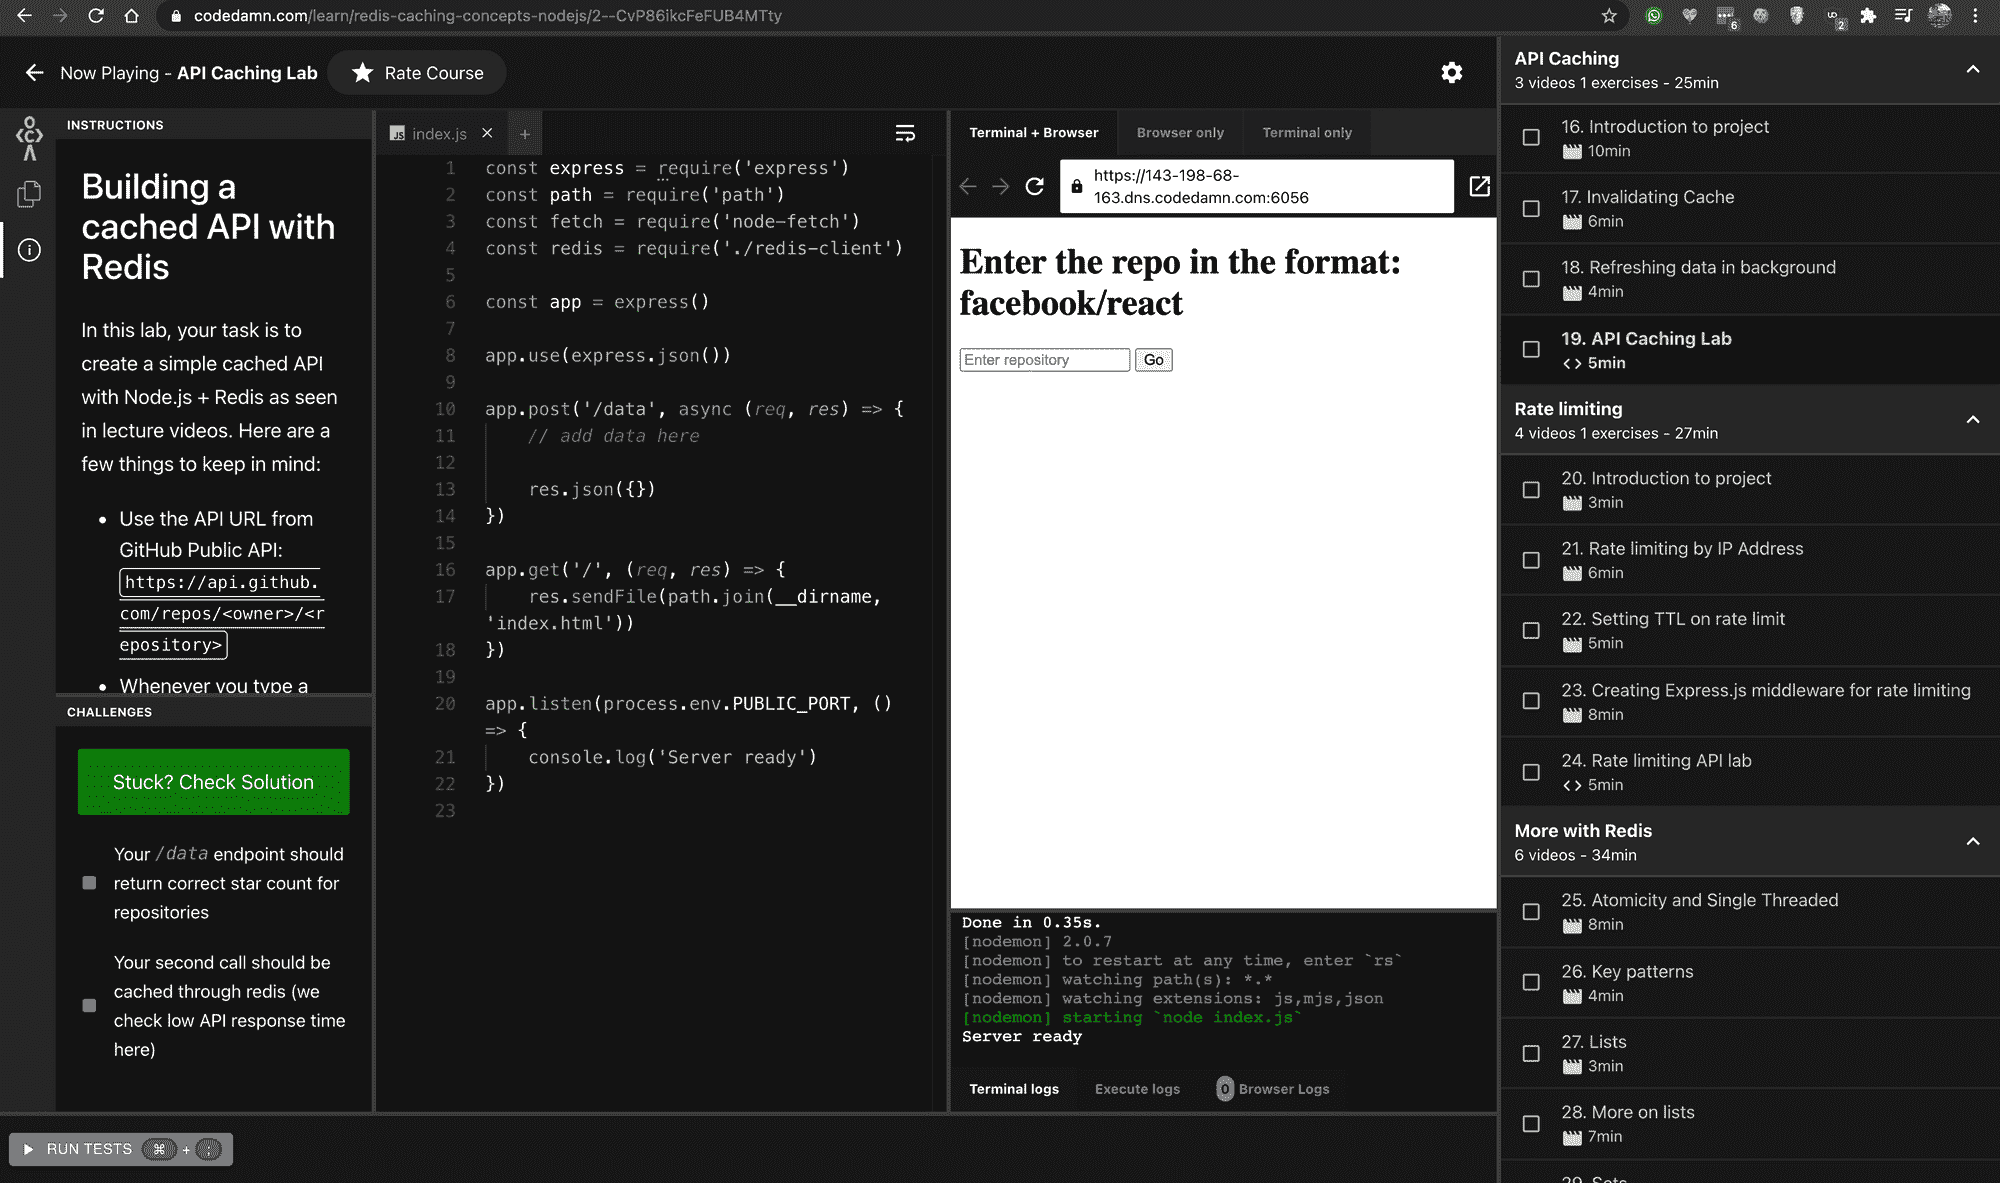 codedamn.com/learn/redis-caching-concepts-nodejs/2--CvP86ikcFeFUB4MTty
6
2
Now Playing - API Caching Lab
Rate Course
INSTRUCTIONS
Building a
cached API with
Redis
In this lab, your task is to
create a simple cached API
with Node.js + Redis as seen
in lecture videos. Here are a
few things to keep in mind:
• Use the API URL from
GitHub Public API:
https://api.github.
com/repos/<owner>/<r
epository>
• Whenever you type a
CHALLENGES
Stuck? Check Solution
Your /data endpoint should
return correct star count for
repositories
Your second call should be
cached through redis (we
check low API response time
here)
RUN TESTS ⌘ + ;
JS index.js × +
1 const express = require('express')
2 const path = require('path')
3 const fetch = require('node-fetch')
4 const redis = require('./redis-client')
5
6 const app = express()
7
8 app.use(express.json())
9
10 app.post('/data', async (req, res) => {
11 // add data here
12
13 res.json({})
14 })
15
16 app.get('/', (req, res) => {
17 res.sendFile(path.join(__dirname,
'index.html'))
18 })
19
20 app.listen(process.env.PUBLIC_PORT, ()
=> {
21 console.log('Server ready')
22 })
23
Terminal + Browser
Browser only
Terminal only
https://143-198-68-
163.dns.codedamn.com:6056
Enter the repo in the format:
facebook/react
Enter repository
Go
Done in 0.35s.
[nodemon] 2.0.7
[nodemon] to restart at any time, enter `rs`
[nodemon] watching path(s): *.*
[nodemon] watching extensions: js,mjs,json
[nodemon] starting `node index.js`
Server ready
Terminal logs
Execute logs
0 Browser Logs
API Caching
3 videos 1 exercises - 25min
16. Introduction to project
10min
17. Invalidating Cache
6min
18. Refreshing data in background
4min
19. API Caching Lab
<> 5min
Rate limiting
4 videos 1 exercises - 27min
20. Introduction to project
3min
21. Rate limiting by IP Address
6min
22. Setting TTL on rate limit
5min
23. Creating Express.js middleware for rate limiting
8min
24. Rate limiting API lab
<> 5min
More with Redis
6 videos - 34min
25. Atomicity and Single Threaded
8min
26. Key patterns
4min
27. Lists
3min
28. More on lists
7min
29. Sets